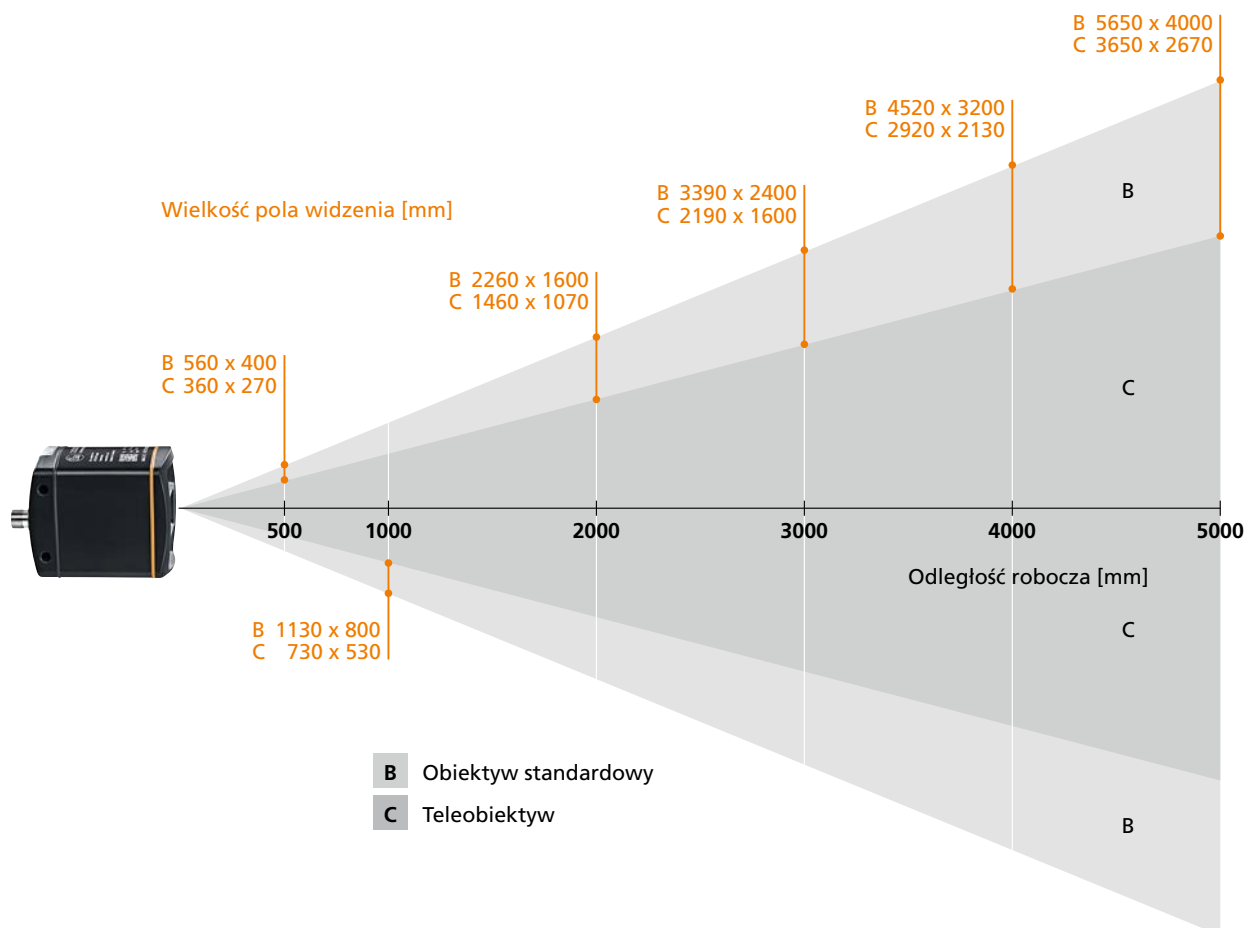 B 5650 x 4000
C 3650 x 2670
B 4520 x 3200
C 2920 x 2130
B
B 3390 x 2400
C 2190 x 1600
Wielkość pola widzenia [mm]
B 2260 x 1600
C 1460 x 1070
B 560 x 400
C 360 x 270
C
500 1000 2000 3000 4000 5000
Odległość robocza [mm]
B 1130 x 800
C 730 x 530
C
B Obiektyw standardowy
C Teleobiektyw
B